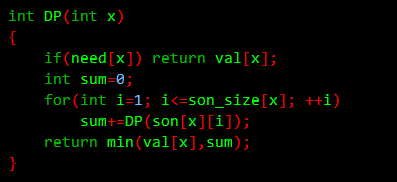 int DP(int x)
{
    if(need[x]) return val[x];
    int sum=0;
    for(int i=1; i<=son_size[x]; ++i)
        sum+=DP(son[x][i]);
    return min(val[x],sum);
}